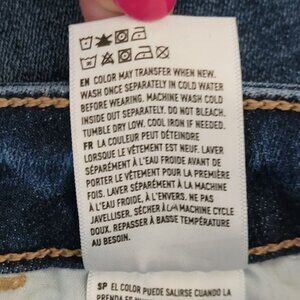 EN COLOR MAY TRANSFER WHEN NEW.
WASH ONCE SEPARATELY IN COLD WATER
BEFORE WEARING. MACHINE WASH COLD
INSIDE OUT SEPARATELY. DO NOT BLEACH.
TUMBLE DRY LOW. COOL IRON IF NEEDED.
FR LA COULEUR PEUT DÉTEINDRE
LORSQUE LE VÊTEMENT EST NEUF. LAVER
SÉPARÉMENT À L'EAU FROIDE AVANT DE
PORTER LE VÊTEMENT POUR LA PREMIÈRE
FOIS. LAVER SÉPARÉMENT À LA MACHINE
À L'EAU FROIDE, À L'ENVERS. NE PAS
JAVELLISER. SÉCHER À LA MACHINE CYCLE
DOUX. REPASSER À BASSE TEMPÉRATURE
AU BESOIN.
SP EL COLOR PUEDE SALIRSE CUANDO LA
PRENDA ES